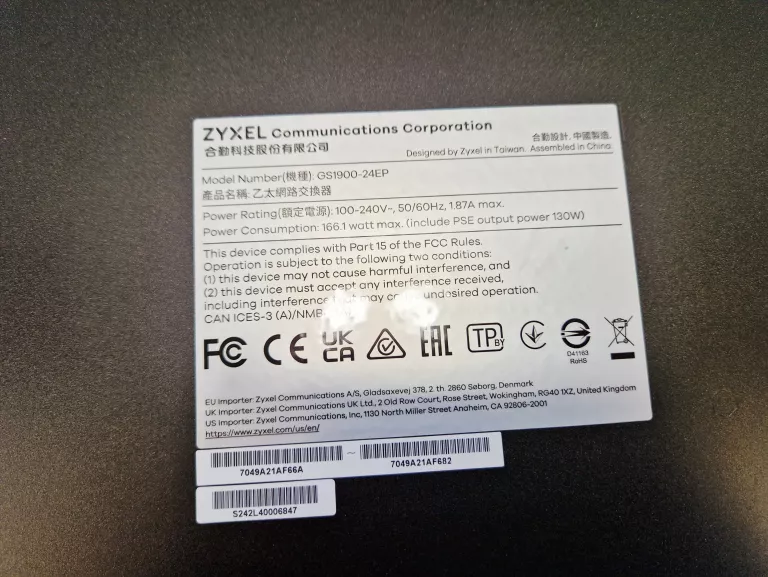 ZYXEL Communications Corporation
合勤科技股份有限公司
合勤設計, 中國製造.
Designed by Zyxel in Taiwan. Assembled in China
Model Number(機種): GS1900-24EP
產品名稱: 乙太網路交換器
Power Rating(額定電源): 100-240V~, 50/60Hz, 1.87A max.
Power Consumption: 166.1 watt max. (include PSE output power 130W)
This device complies with Part 15 of the FCC Rules.
Operation is subject to the following two conditions:
(1) this device may not cause harmful interference, and
(2) this device must accept any interference received,
including interference that may cause undesired operation.
CAN ICES-3 (A)/NMB
FC CE UK CA EAC TP BY
D41163
RoHS
EU Importer: Zyxel Communications A/S, Gladsaxevej 378, 2. th. 2860 Søborg, Denmark
UK Importer: Zyxel Communications UK Ltd., 2 Old Row Court, Rose Street, Wokingham, RG40 1XZ, United Kingdom
US Importer: Zyxel Communications, Inc, 1130 North Miller Street Anaheim, CA 92806-2001
https://www.zyxel.com/us/en/
7049A21AF66A ~ 7049A21AF682
S242L40006847